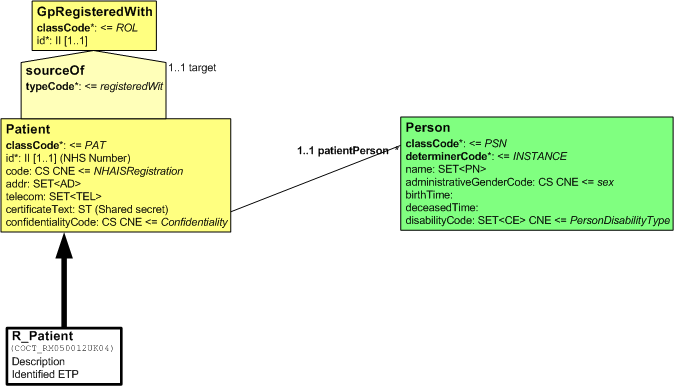 GpRegisteredWith
classCode*: <= ROL
id*: II [1..1]
sourceOf
typeCode*: <= registeredWit
1..1 target
Patient
classCode*: <= PAT
id*: II [1..1] (NHS Number)
code: CS CNE <= NHAISRegistration
addr: SET<AD>
telecom: SET<TEL>
certificateText: ST (Shared secret)
confidentialityCode: CS CNE <= Confidentiality
1..1 patientPerson *
Person
classCode*: <= PSN
determinerCode*: <= INSTANCE
name: SET<PN>
administrativeGenderCode: CS CNE <= sex
birthTime:
deceasedTime:
disabilityCode: SET<CE> CNE <= PersonDisabilityType
R_Patient
(COCT_RM050012UK04)
Description
Identified ETP